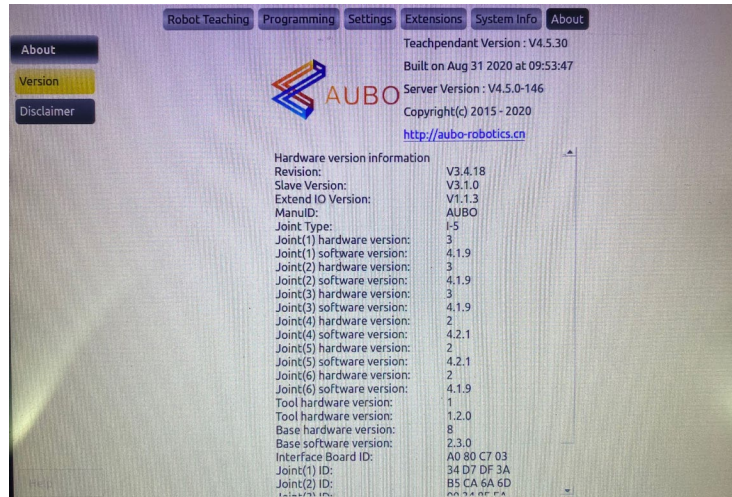 Robot Teaching Programming Settings Extensions System Info About
About
Version
Disclaimer
AUBO
Teachpendant Version : V4.5.30
Built on Aug 31 2020 at 09:53:47
Server Version : V4.5.0-146
Copyright(c) 2015 - 2020
http://aubo-robotics.cn
Hardware version information
Revision: V3.4.18
Slave Version: V3.1.0
Extend IO Version: V1.1.3
ManuID: AUBO
Joint Type: I-5
Joint(1) hardware version: 3
Joint(1) software version: 4.1.9
Joint(2) hardware version: 3
Joint(2) software version: 4.1.9
Joint(3) hardware version: 3
Joint(3) software version: 4.1.9
Joint(4) hardware version: 2
Joint(4) software version: 4.2.1
Joint(5) hardware version: 2
Joint(5) software version: 4.2.1
Joint(6) hardware version: 2
Joint(6) software version: 4.1.9
Tool hardware version: 1
Tool hardware version: 1.2.0
Base hardware version: 8
Base software version: 2.3.0
Interface Board ID: A0 80 C7 03
Joint(1) ID: 34 D7 DF 3A
Joint(2) ID: B5 CA 6A 6D
Help